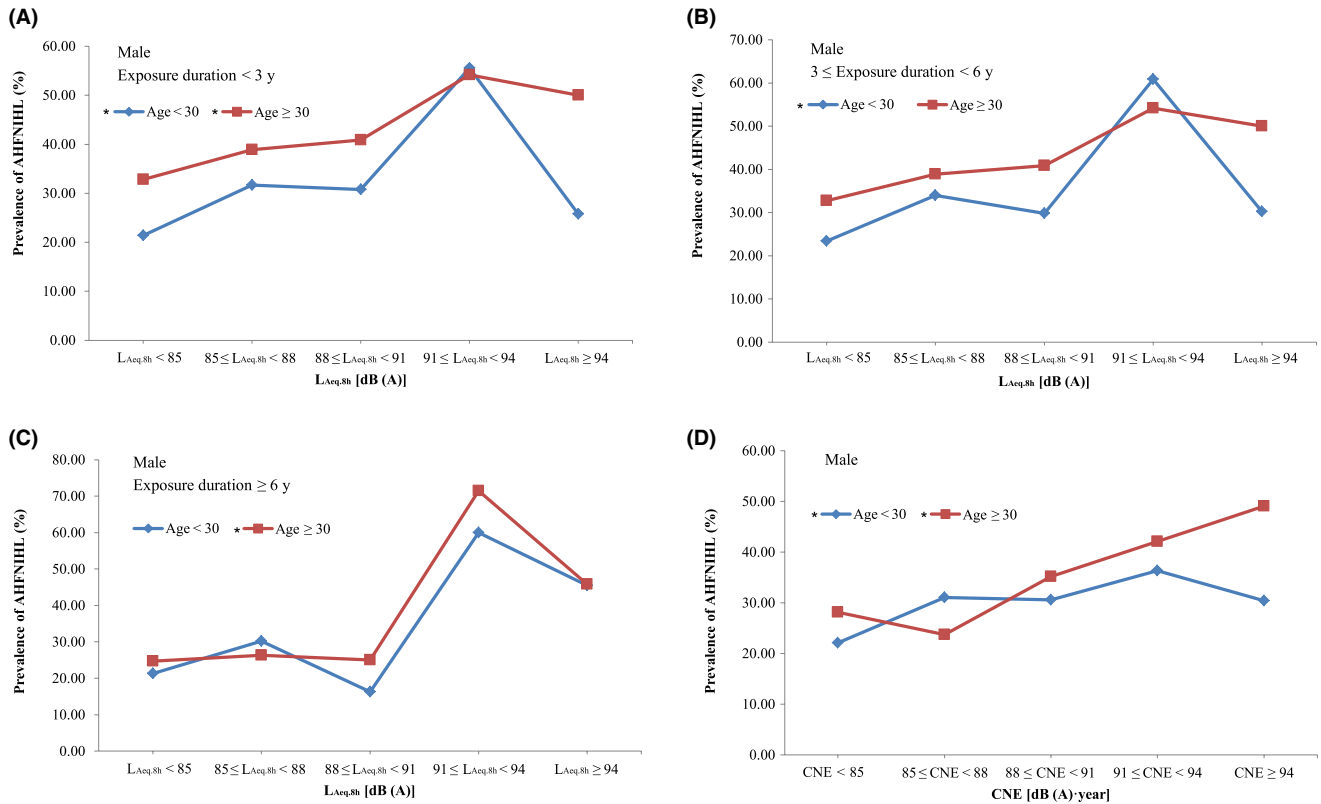 (A)
Male
Exposure duration < 3 y
* Age < 30 * Age ≥ 30
Prevalence of AHFNIHL (%)
60.00
50.00
40.00
30.00
20.00
10.00
0.00
LAeq.8h < 85 85 ≤ LAeq.8h < 88 88 ≤ LAeq.8h < 91 91 ≤ LAeq.8h < 94 LAeq.8h ≥ 94
LAeq.8h [dB (A)]
(B)
Male
3 ≤ Exposure duration < 6 y
* Age < 30 Age ≥ 30
Prevalence of AHFNIHL (%)
70.00
60.00
50.00
40.00
30.00
20.00
10.00
0.00
LAeq.8h < 85 85 ≤ LAeq.8h < 88 88 ≤ LAeq.8h < 91 91 ≤ LAeq.8h < 94 LAeq.8h ≥ 94
LAeq.8h [dB (A)]
(C)
Male
Exposure duration ≥ 6 y
Age < 30 * Age ≥ 30
Prevalence of AHFNIHL (%)
80.00
70.00
60.00
50.00
40.00
30.00
20.00
10.00
0.00
LAeq.8h < 85 85 ≤ LAeq.8h < 88 88 ≤ LAeq.8h < 91 91 ≤ LAeq.8h < 94 LAeq.8h ≥ 94
LAeq.8h [dB (A)]
(D)
Male
* Age < 30 * Age ≥ 30
Prevalence of AHFNIHL (%)
60.00
50.00
40.00
30.00
20.00
10.00
0.00
CNE < 85 85 ≤ CNE < 88 88 ≤ CNE < 91 91 ≤ CNE < 94 CNE ≥ 94
CNE [dB (A)·year]